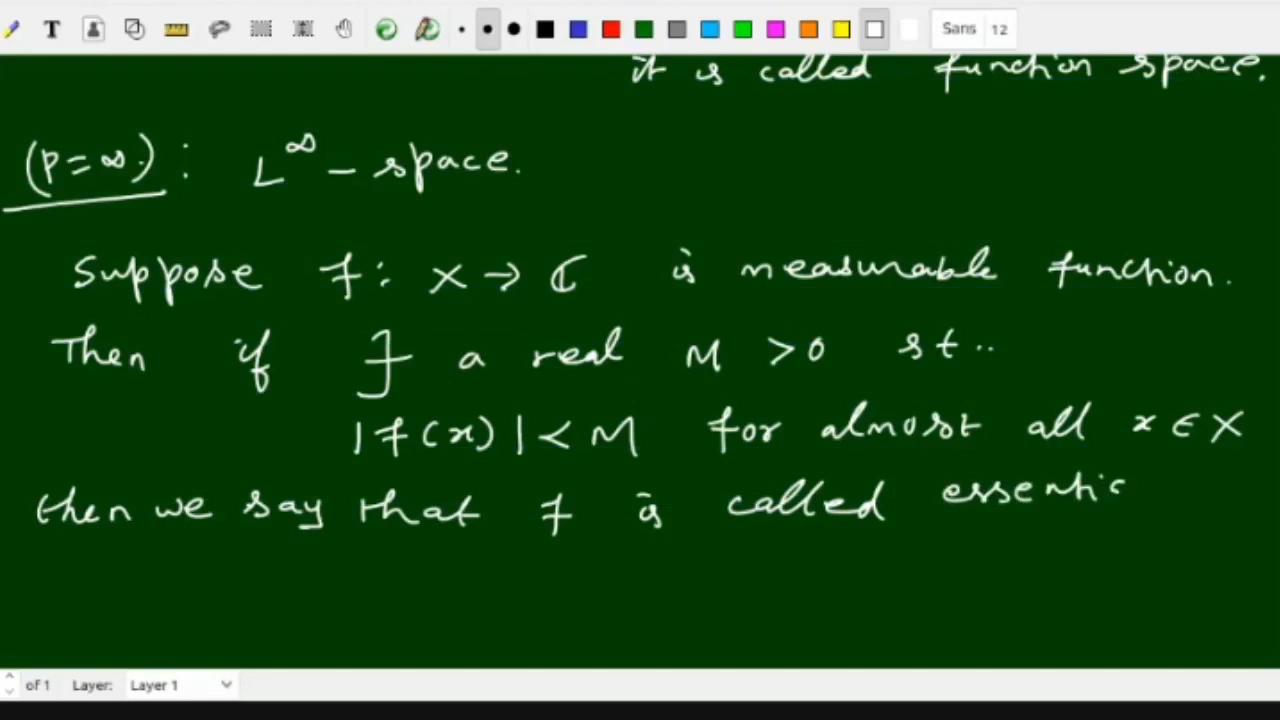 Sans 12
it is called function space.
(p=∞): L^∞ - space.
Suppose f: X → ℂ is measurable function.
Then if ∃ a real M > 0 st..
|f(x)| < M for almost all x ∈ X
then we say that f is called essentic
of 1 Layer: Layer 1